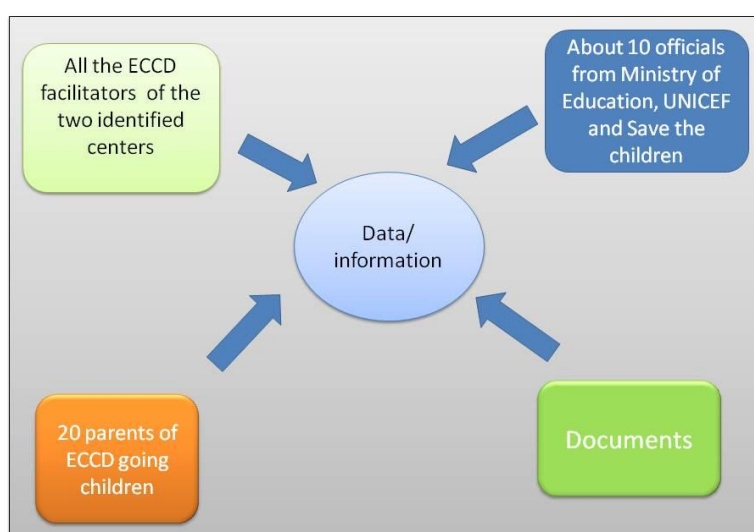 All the ECCD
facilitators of the
two identified
centers
About 10 officials
from Ministry of
Education, UNICEF
and Save the
children
Data/
information
20 parents of
ECCD going
children
Documents